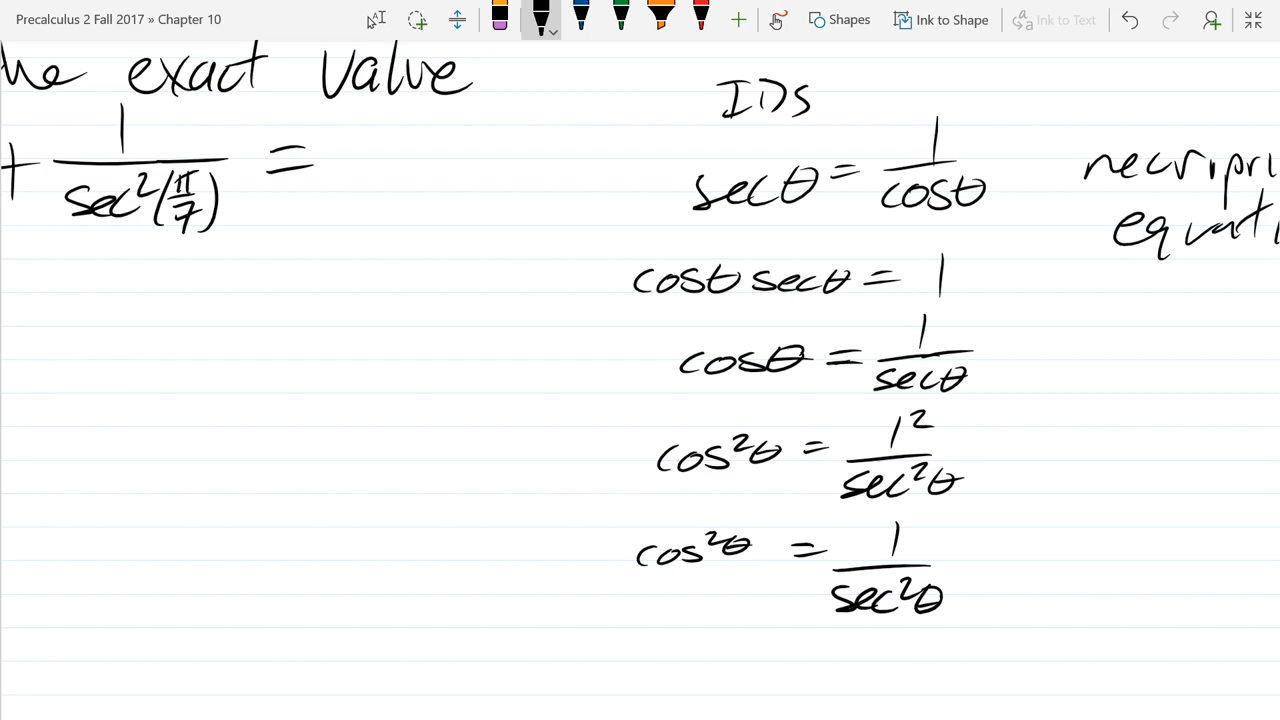 Precalculus 2 Fall 2017 » Chapter 10
Shapes
Ink to Shape
Ink to Text
he exact value
+ 1/sec²(π/7) =
IDs
secθ = 1/cosθ
cosθ secθ = 1
cosθ = 1/secθ
cos²θ = 1²/sec²θ
cos²θ = 1/sec²θ
equati